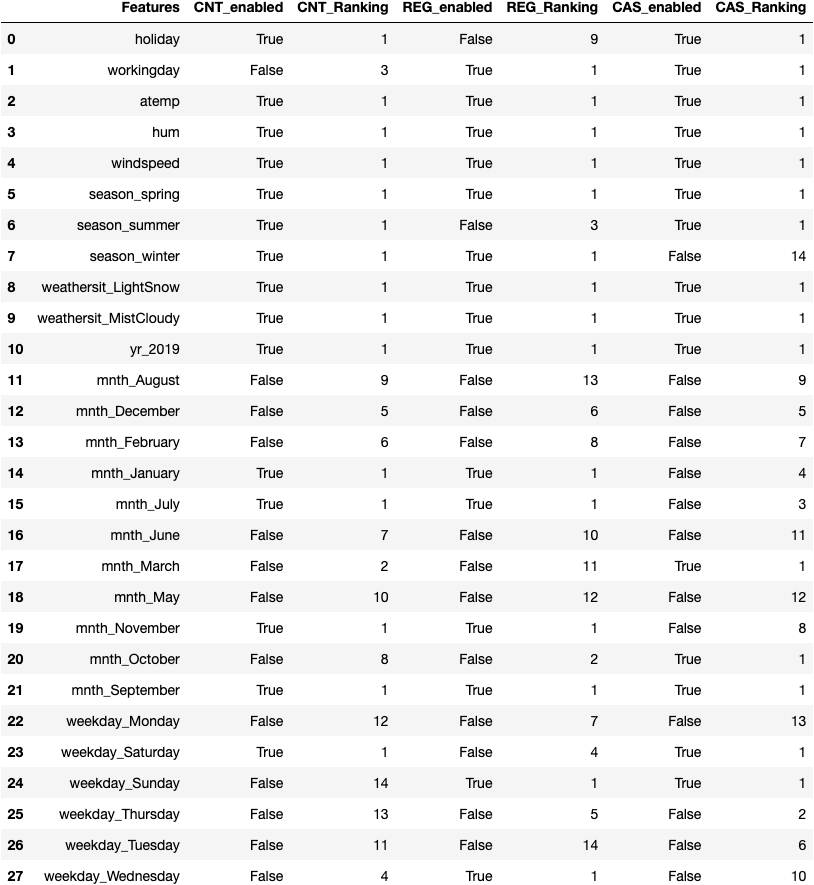 Features CNT_enabled CNT_Ranking REG_enabled REG_Ranking CAS_enabled CAS_Ranking
0 holiday True 1 False 9 True 1
1 workingday False 3 True 1 True 1
2 atemp True 1 True 1 True 1
3 hum True 1 True 1 True 1
4 windspeed True 1 True 1 True 1
5 season_spring True 1 True 1 True 1
6 season_summer True 1 False 3 True 1
7 season_winter True 1 True 1 False 14
8 weathersit_LightSnow True 1 True 1 True 1
9 weathersit_MistCloudy True 1 True 1 True 1
10 yr_2019 True 1 True 1 True 1
11 mnth_August False 9 False 13 False 9
12 mnth_December False 5 False 6 False 5
13 mnth_February False 6 False 8 False 7
14 mnth_January True 1 True 1 False 4
15 mnth_July True 1 True 1 False 3
16 mnth_June False 7 False 10 False 11
17 mnth_March False 2 False 11 True 1
18 mnth_May False 10 False 12 False 12
19 mnth_November True 1 True 1 False 8
20 mnth_October False 8 False 2 True 1
21 mnth_September True 1 True 1 True 1
22 weekday_Monday False 12 False 7 False 13
23 weekday_Saturday True 1 False 4 True 1
24 weekday_Sunday False 14 True 1 True 1
25 weekday_Thursday False 13 False 5 False 2
26 weekday_Tuesday False 11 False 14 False 6
27 weekday_Wednesday False 4 True 1 False 10